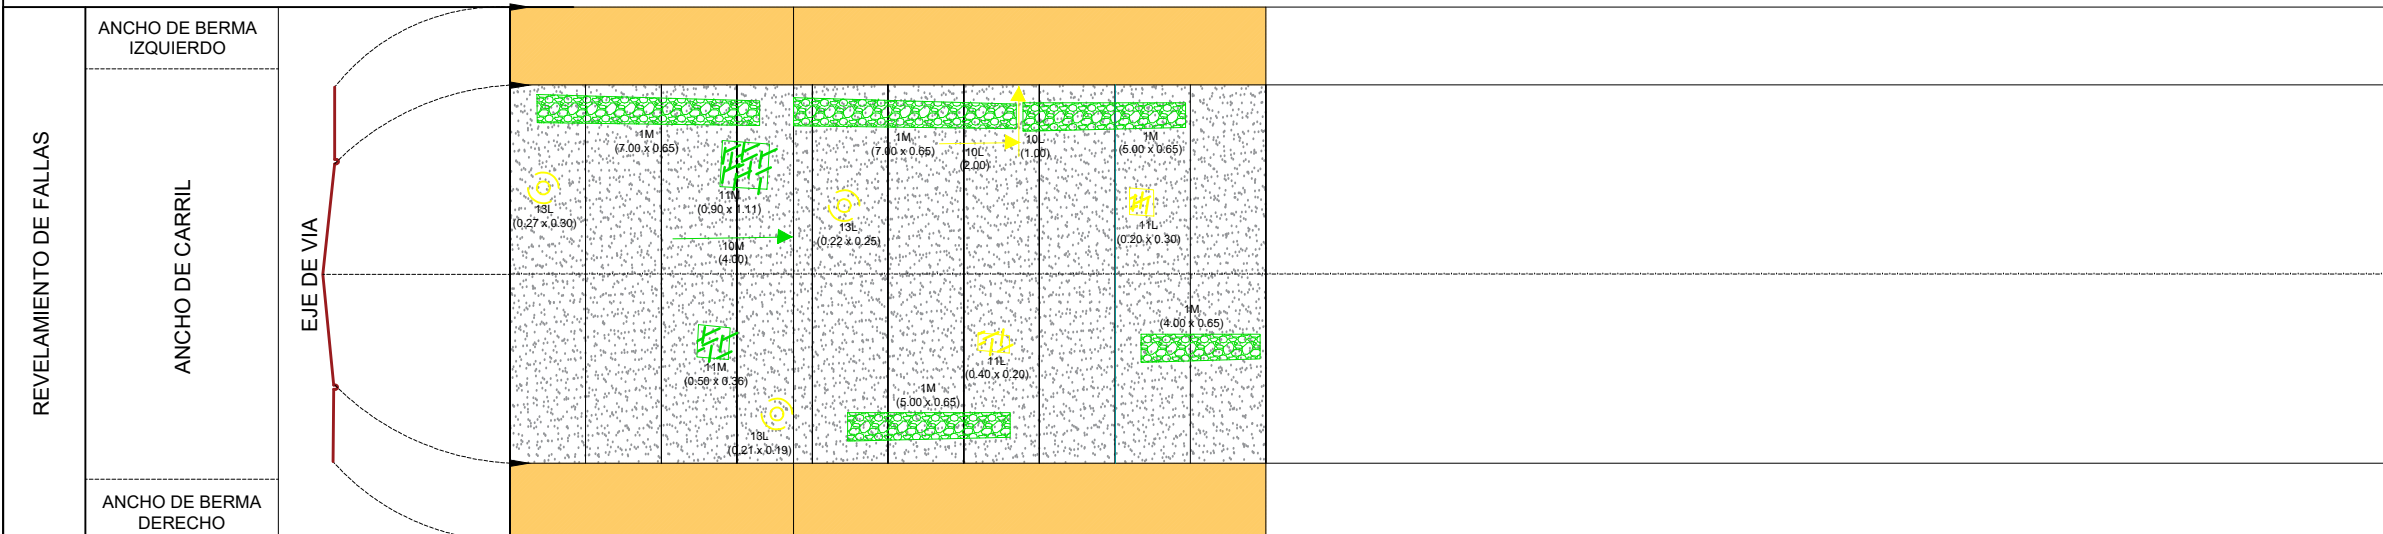 REVELAMIENTO DE FALLAS
ANCHO DE BERMA
IZQUIERDO
ANCHO DE CARRIL
ANCHO DE BERMA
DERECHO
EJE DE VIA
1M
(7.00 x 0.65)
11M
(0.90 x 1.11)
13L
(0.27 x 0.30)
10M
(4.00)
1M
(7.00 x 0.65)
10L
(2.00)
10L
(1.00)
1M
(5.00 x 0.65)
13L
(0.22 x 0.25)
11L
(0.20 x 0.30)
11M
(0.50 x 0.36)
13L
(0.21 x 0.19)
1M
(5.00 x 0.65)
11L
(0.40 x 0.20)
1M
(4.00 x 0.65)